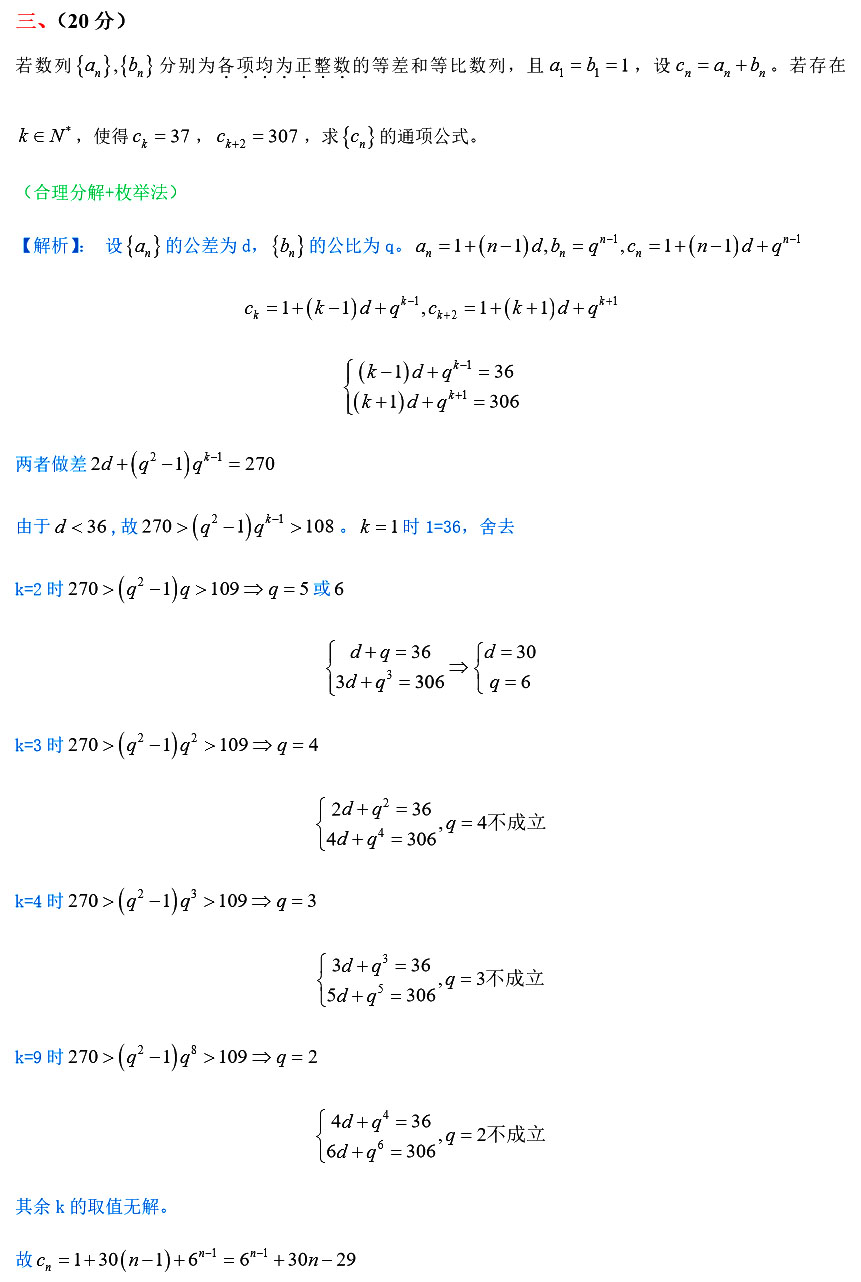 三、（20 分）
若数列 {aₙ},{bₙ} 分别为各项均为正整数的等差和等比数列，且 a₁ = b₁ = 1，设 cₙ = aₙ + bₙ。若存在
k ∈ N*，使得 cₖ = 37， cₖ₊₂ = 307，求 {cₙ} 的通项公式。
（合理分解+枚举法）
【解析】： 设 {aₙ} 的公差为 d，{bₙ} 的公比为 q。aₙ = 1+(n−1)d, bₙ = qⁿ⁻¹, cₙ = 1+(n−1)d+qⁿ⁻¹
cₖ = 1+(k−1)d+qᵏ⁻¹, cₖ₊₂ = 1+(k+1)d+qᵏ⁺¹
{ (k−1)d+qᵏ⁻¹ = 36
(k+1)d+qᵏ⁺¹ = 306
两者做差 2d+(q²−1)qᵏ⁻¹ = 270
由于 d < 36 , 故 270 > (q²−1)qᵏ⁻¹ > 108 。 k = 1 时 1=36，舍去
k=2 时 270 > (q²−1)q > 109 ⇒ q = 5 或 6
{ d+q = 36 ⇒ { d = 30
3d+q³ = 306 q = 6
k=3 时 270 > (q²−1)q² > 109 ⇒ q = 4
{ 2d+q² = 36
4d+q⁴ = 306 , q = 4不成立
k=4 时 270 > (q²−1)q³ > 109 ⇒ q = 3
{ 3d+q³ = 36
5d+q⁵ = 306 , q = 3不成立
k=9 时 270 > (q²−1)q⁸ > 109 ⇒ q = 2
{ 4d+q⁴ = 36
6d+q⁶ = 306 , q = 2不成立
其余 k 的取值无解。
故 cₙ = 1+30(n−1)+6ⁿ⁻¹ = 6ⁿ⁻¹+30n−29